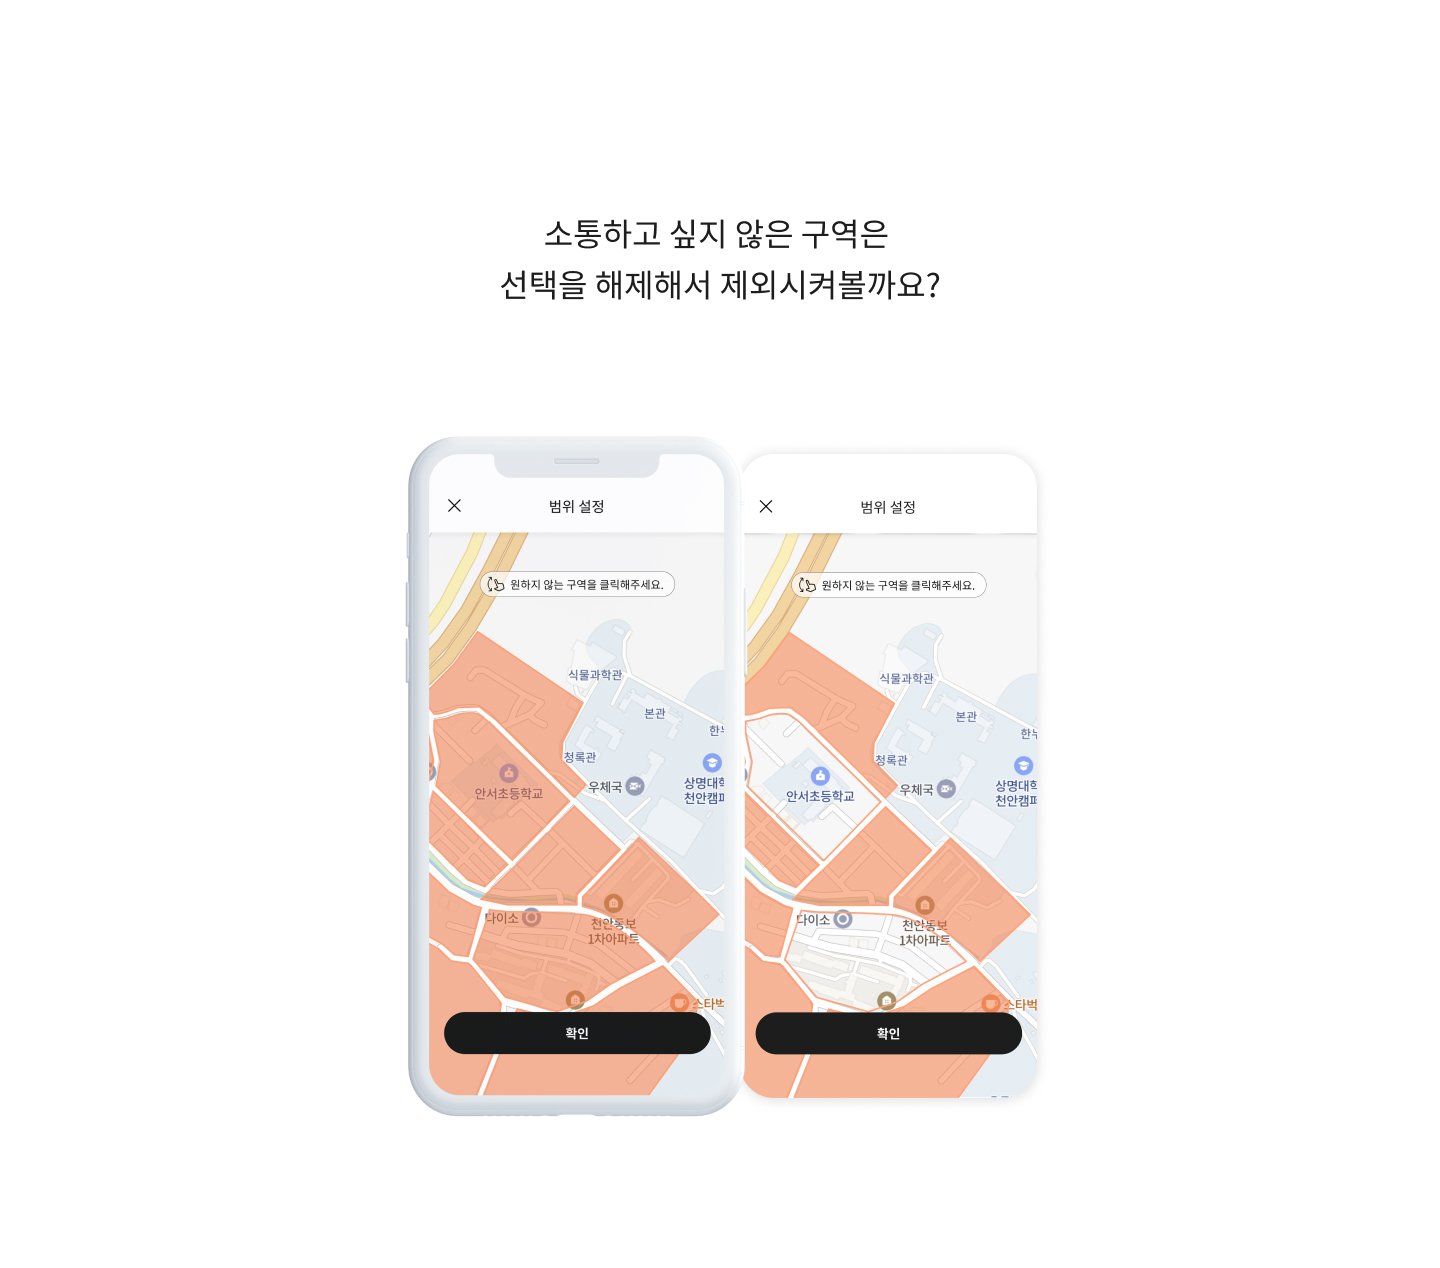 소통하고 싶지 않은 구역은
선택을 해제해서 제외시켜볼까요?
범위 설정
원하지 않는 구역을 클릭해주세요.
식물과학관
본관
청록관
우체국
상명대학
천안캠퍼
안서초등학교
다이소
천안동보
1차아파트
스타벅
확인
범위 설정
원하지 않는 구역을 클릭해주세요.
식물과학관
본관
한누
청록관
우체국
상명대학
천안캠퍼
안서초등학교
다이소
천안동보
1차아파트
스타벅
확인